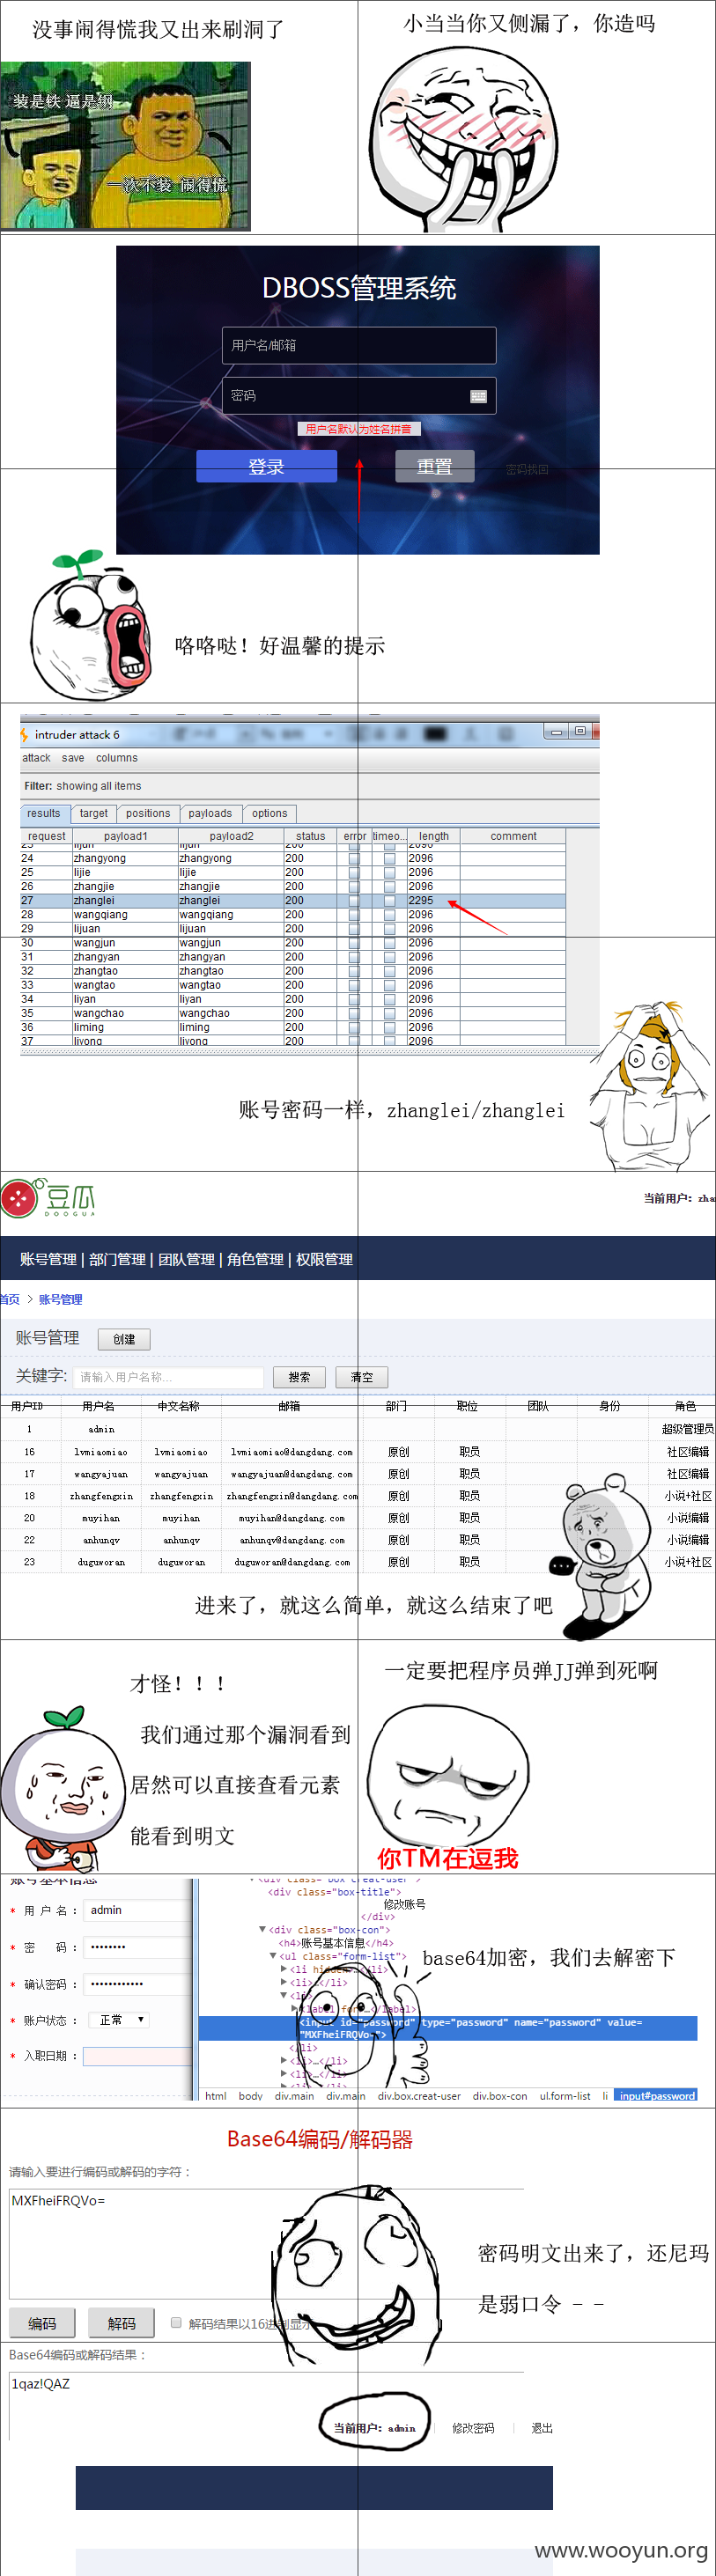 没事闹得慌我又出来刷洞了
小当当你又侧漏了，你造吗
装是铁 逼是钢
一次不装 闹得慌
DBOSS管理系统
用户名/邮箱
密码
用户名默认为姓名拼音
登录 重置 密码找回
咯咯哒！好温馨的提示
intruder attack 6
attack save columns
Filter: showing all items
results target positions payloads options
request payload1 payload2 status error timeo... length comment
23 lijun lijun 200 2096
24 zhangyong zhangyong 200 2096
25 lijie lijie 200 2096
26 zhangjie zhangjie 200 2096
27 zhanglei zhanglei 200 2295
28 wangqiang wangqiang 200 2096
29 lijuan lijuan 200 2096
30 wangjun wangjun 200 2096
31 zhangyan zhangyan 200 2096
32 zhangtao zhangtao 200 2096
33 wangtao wangtao 200 2096
34 liyan liyan 200 2096
35 wangchao wangchao 200 2096
36 liming liming 200 2096
37 liyong liyong 200 2096
账号密码一样，zhanglei/zhanglei
豆瓜
DOOGUA
当前用户：zha
账号管理 | 部门管理 | 团队管理 | 角色管理 | 权限管理
首页 > 账号管理
账号管理 创建
关键字: 请输入用户名称... 搜索 清空
用户ID 用户名 中文名称 邮箱 部门 职位 团队 身份 角色
1 admin 超级管理员
16 lvmiaomiao lvmiaomiao lvmiaomiao@dangdang.com 原创 职员 社区编辑
17 wangyajuan wangyajuan wangyajuan@dangdang.com 原创 职员 社区编辑
18 zhangfengxin zhangfengxin zhangfengxin@dangdang.com 原创 职员 小说+社区
20 muyihan muyihan muyihan@dangdang.com 原创 职员 小说编辑
22 anhunqv anhunqv anhunqv@dangdang.com 原创 职员 小说编辑
23 duguworan duguworan duguworan@dangdang.com 原创 职员 小说+社区
进来了，就这么简单，就这么结束了吧
才怪！！！
我们通过那个漏洞看到
居然可以直接查看元素
能看到明文
一定要把程序员弹JJ弹到死啊
你TM在逗我
账号基本信息
* 用 户 名： admin
* 密 码： ••••••••
* 确认密码： ••••••••••••
* 账户状态： 正常
* 入职日期：
<div class="box creat-user">
<div class="box-title">
修改账号
</div>
<div class="box-con">
<h4>账号基本信息</h4>
<ul class="form-list">
<li hidden>…</li>
<li>…</li>
<li>
<label for=…</label>
<input id="password" type="password" name="password" value=
"MXFheiFRQVo=">
</li>
<li>…</li>
<li>…</li>
base64加密，我们去解密下
html body div.main div.main div.box.creat-user div.box-con ul.form-list li input#password
Base64编码/解码器
请输入要进行编码或解码的字符：
MXFheiFRQVo=
编码 解码 解码结果以16进制显示
密码明文出来了，还尼玛
是弱口令 - -
Base64编码或解码结果：
1qaz!QAZ
当前用户：admin | 修改密码 | 退出
www.wooyun.org